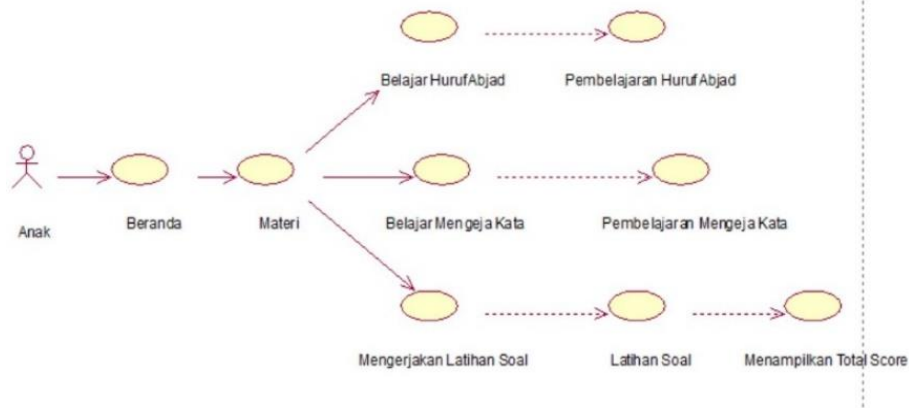 Belajar Huruf Abjad
Pembelajaran Huruf Abjad
Anak
Beranda
Materi
Belajar Mengeja Kata
Pembelajaran Mengeja Kata
Mengerjakan Latihan Soal
Latihan Soal
Menampilkan Total Score